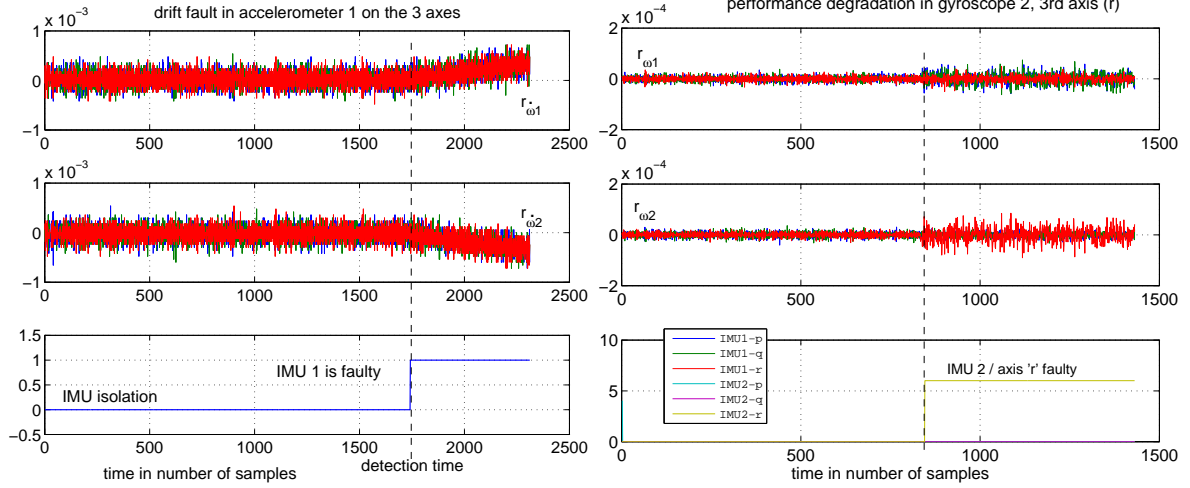 drift fault in accelerometer 1 on the 3 axes
x 10⁻³
1
0
−1
r_ω̇1
0 500 1000 1500 2000 2500
x 10⁻³
1
0
−1
r_ω̇2
0 500 1000 1500 2000 2500
1.5
1
0.5
0
−0.5
IMU 1 is faulty
IMU isolation
0 500 1000 1500 2000 2500
time in number of samples
detection time
performance degradation in gyroscope 2, 3rd axis (r)
x 10⁻⁴
2
0
−2
r_ω1
0 500 1000 1500
x 10⁻⁴
2
0
−2
r_ω2
0 500 1000 1500
10
5
0
IMU1-p
IMU1-q
IMU1-r
IMU2-p
IMU2-q
IMU2-r
IMU 2 / axis 'r' faulty
0 500 1000 1500
time in number of samples